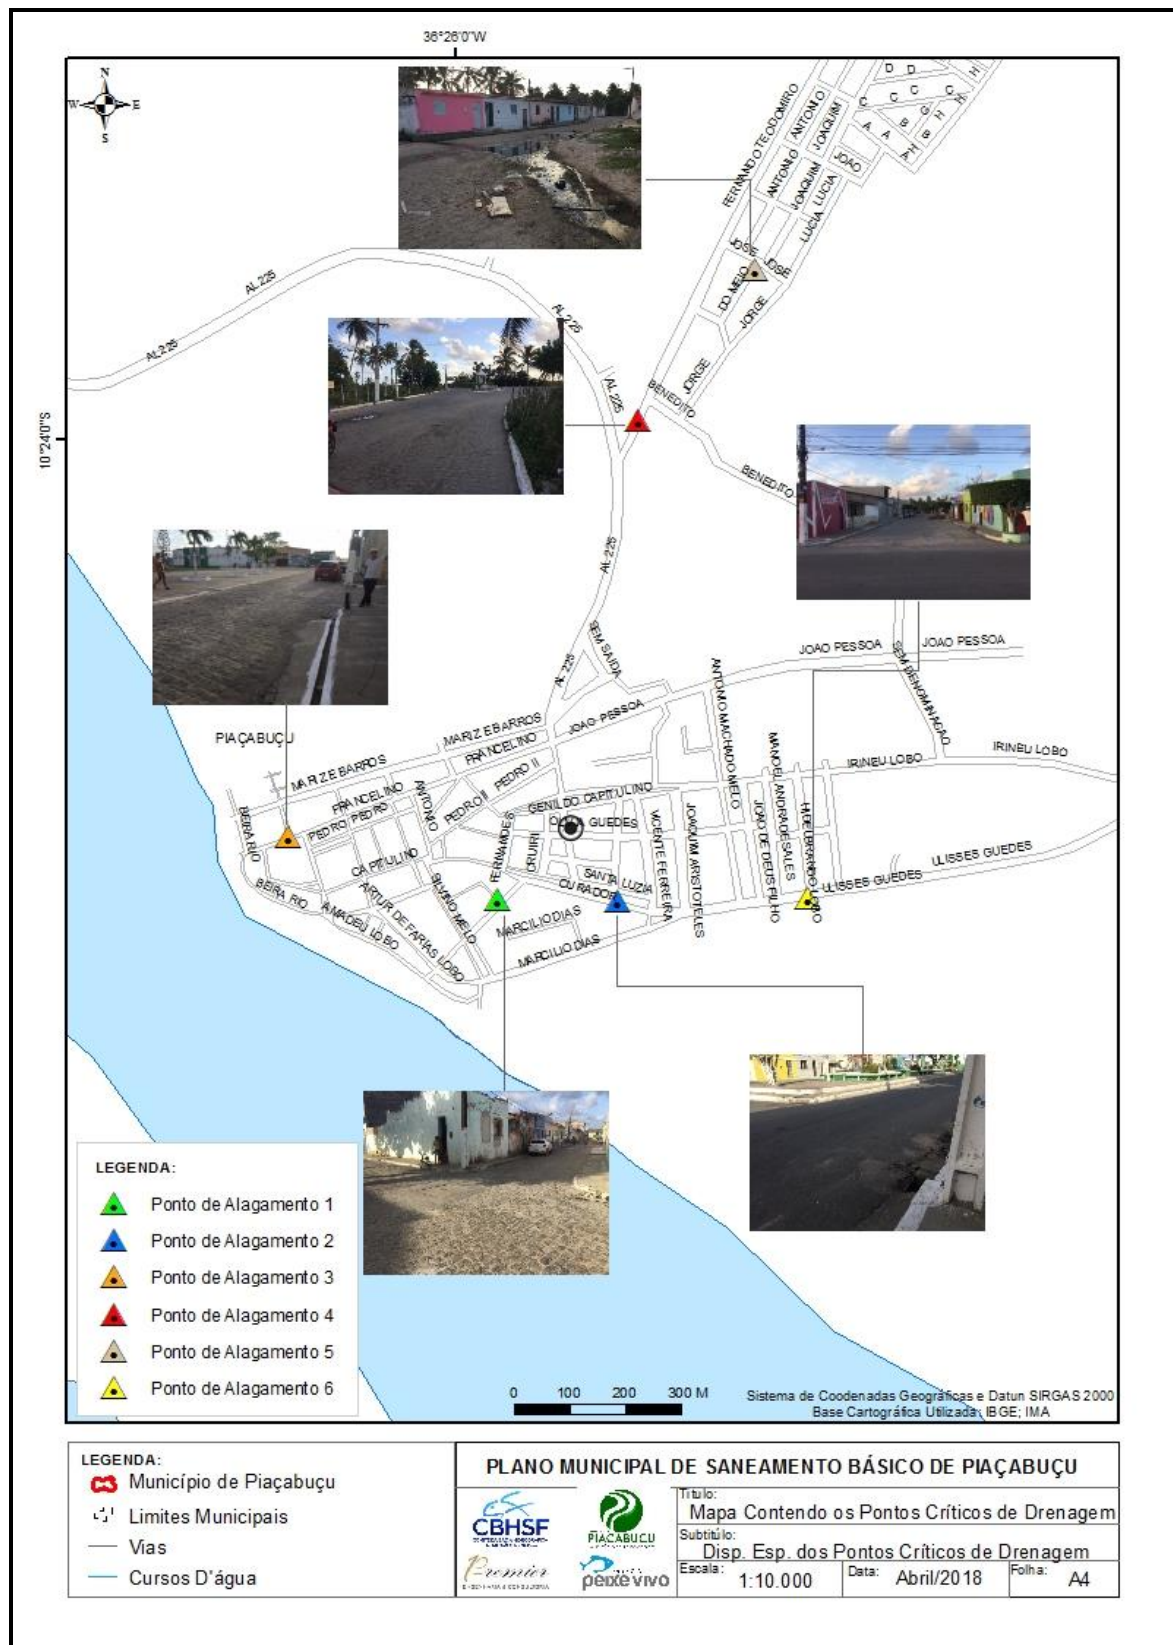 36°26'0"W
N
W
E
S
10°24'0"S
FERNANDO TEODOMIRO
ANTONIO
ANTONIO
JOAQUIM
JOAQUIM
LUCIA
LUCIA
JOAO
D D
C C C C
H
H
H
G
B
B
A A A
H
JOSE
JOSE
DO MEIO
JORGE
JORGE
BENEDITO
BENEDITO
AL 225
AL 225
AL 225
AL 225
AL 225
AL 225
SEM SAIDA
JOAO PESSOA
JOAO PESSOA
JOAO PESSOA
SEM DENOMINACAO
PIAÇABUÇU
MARIZ E BARROS
MARIZ E BARROS
FRANCELINO
FRANCELINO
PEDRO II
PEDRO II
PEDRO
PEDRO
ANTONIO
BEIRA RIO
BEIRA RIO
CAPITULINO
GENILDO CAPITULINO
GUEDES
FERNANDES
CRUIRI
SANTA LUZIA
CURADOR
VICENTE FERREIRA
JOAQUIM ARISTOTELES
ANTONIO MACHADO MELO
JOAO DE DEUS FILHO
MANOEL ANDRADE SALES
HIDELBRANDO LOBO
IRINEU LOBO
IRINEU LOBO
ULISSES GUEDES
ULISSES GUEDES
SILVINO MELO
ARTUR DE FARIAS LOBO
AMADEU LOBO
MARCILIO DIAS
MARCILIO DIAS
LEGENDA:
Ponto de Alagamento 1
Ponto de Alagamento 2
Ponto de Alagamento 3
Ponto de Alagamento 4
Ponto de Alagamento 5
Ponto de Alagamento 6
0 100 200 300 M
Sistema de Coodenadas Geográficas e Datun SIRGAS 2000
Base Cartográfica Utilizada: IBGE; IMA
LEGENDA:
Município de Piaçabuçu
Limites Municipais
Vias
Cursos D'água
PLANO MUNICIPAL DE SANEAMENTO BÁSICO DE PIAÇABUÇU
CBHSF
PIAÇABUÇU
Premier
ENGENHARIA & CONSULTORIA
peixe vivo
Título:
Mapa Contendo os Pontos Críticos de Drenagem
Subtitúlo:
Disp. Esp. dos Pontos Críticos de Drenagem
Escala: 1:10.000
Data: Abril/2018
Folha: A4